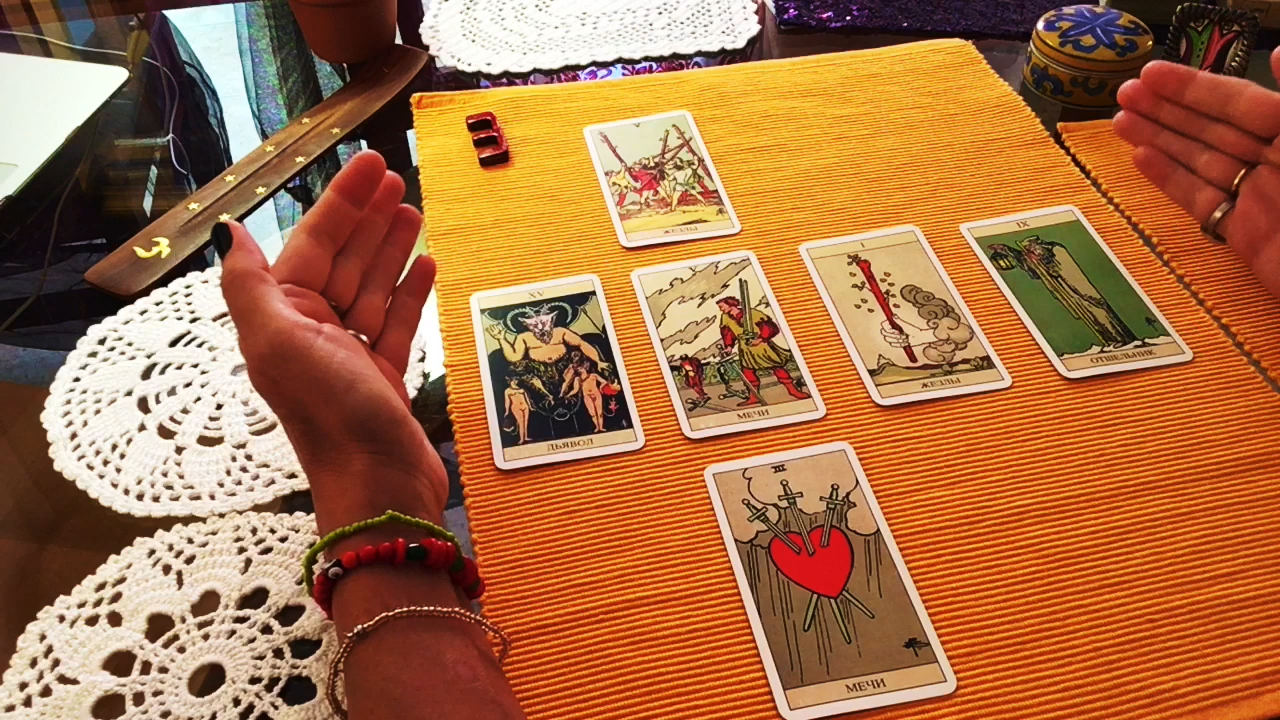 V
ЖЕЗЛЫ
XV
ДЬЯВОЛ
МЕЧИ
I
ЖЕЗЛЫ
IX
ОТШЕЛЬНИК
III
МЕЧИ